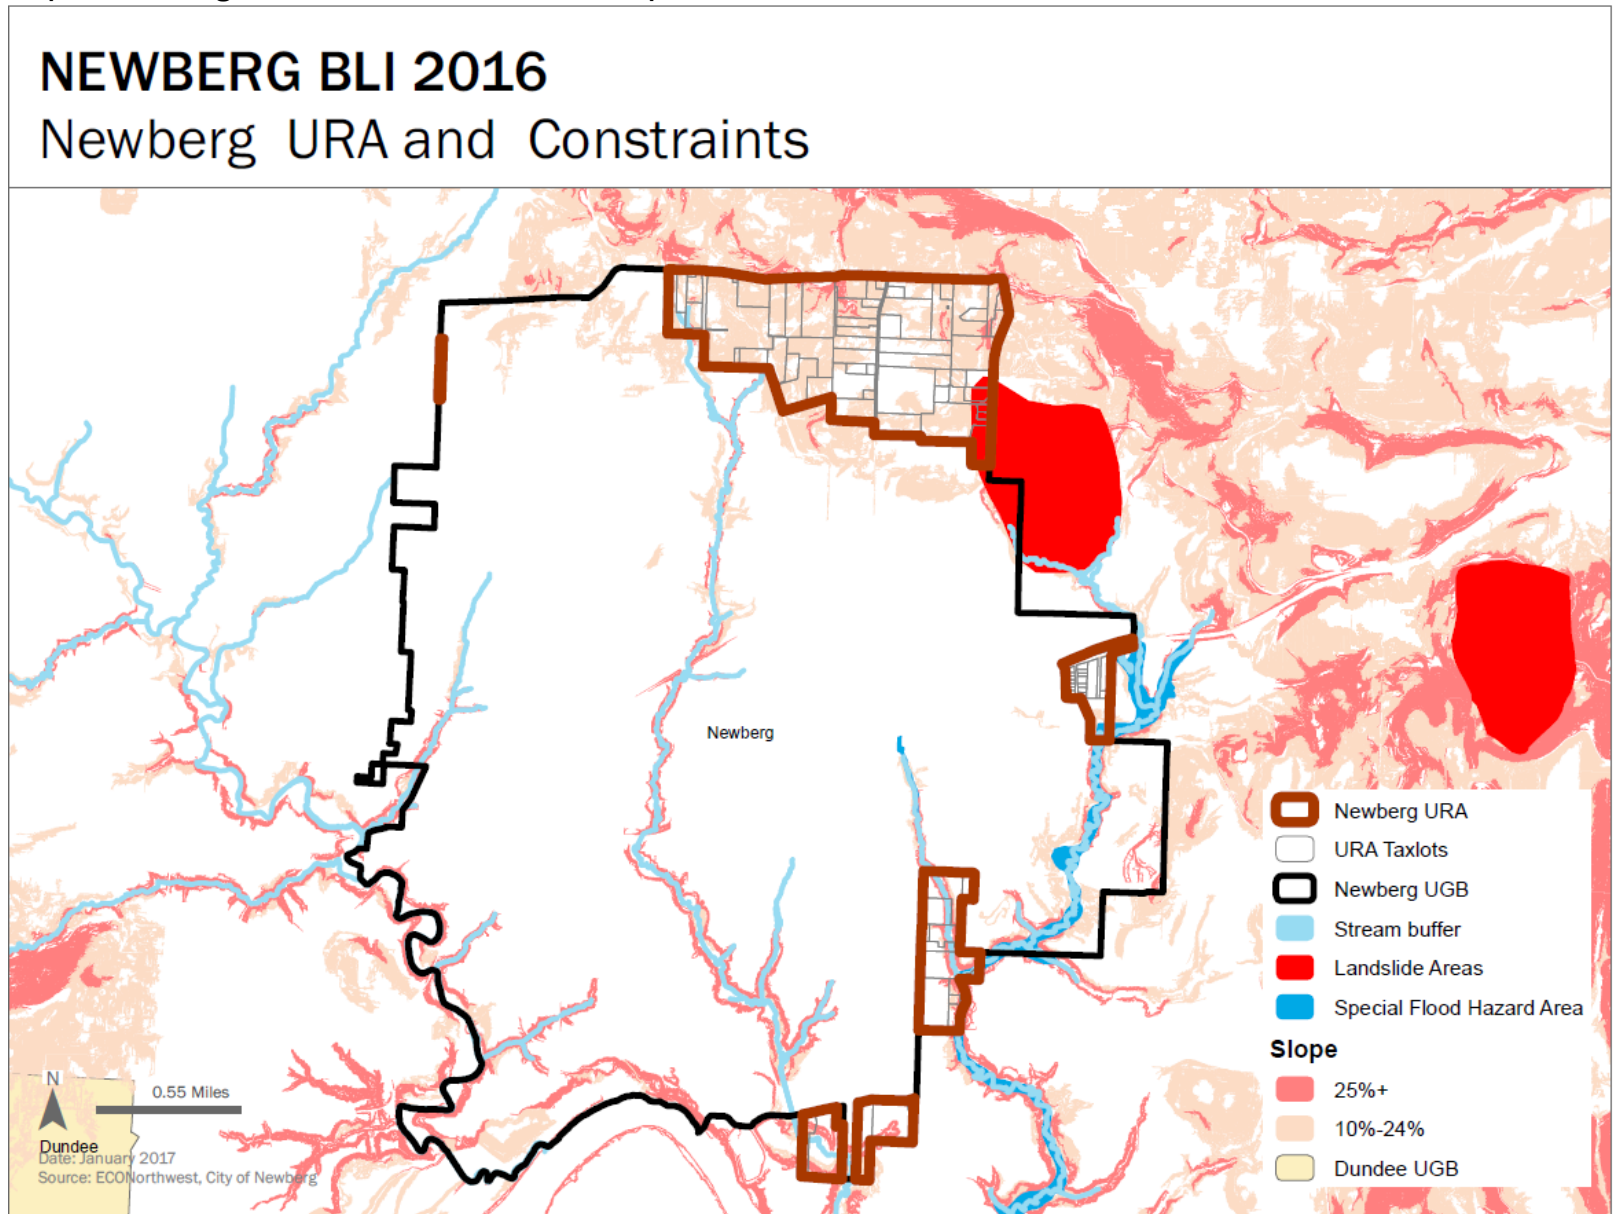 NEWBERG BLI 2016
Newberg URA and Constraints
Newberg
Newberg URA
URA Taxlots
Newberg UGB
Stream buffer
Landslide Areas
Special Flood Hazard Area
Slope
25%+
10%-24%
Dundee UGB
N
0.55 Miles
Dundee
Date: January 2017
Source: ECONorthwest, City of Newberg